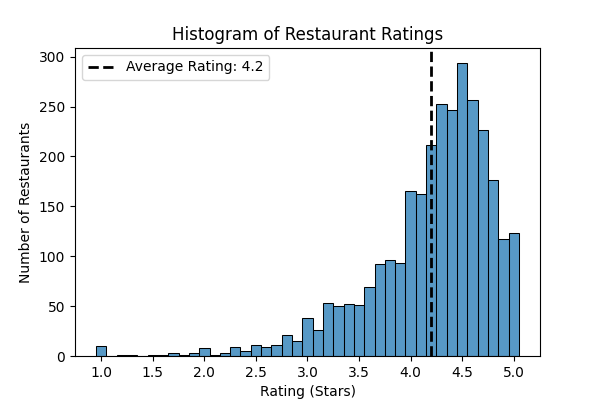 Histogram of Restaurant Ratings
Average Rating: 4.2
Number of Restaurants
300
250
200
150
100
50
0
1.0 1.5 2.0 2.5 3.0 3.5 4.0 4.5 5.0
Rating (Stars)